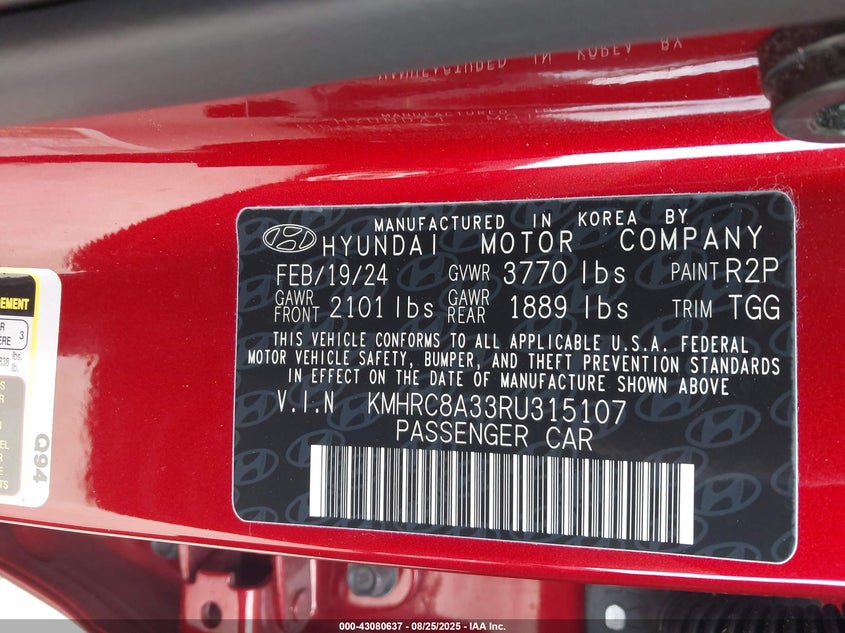 MANUFACTURED IN KOREA BY
HYUNDAI MOTOR COMPANY
FEB/19/24 GVWR 3770 lbs PAINT R2P
GAWR FRONT 2101 lbs GAWR REAR 1889 lbs TRIM TGG
THIS VEHICLE CONFORMS TO ALL APPLICABLE U.S.A. FEDERAL
MOTOR VEHICLE SAFETY, BUMPER, AND THEFT PREVENTION STANDARDS
IN EFFECT ON THE DATE OF MANUFACTURE SHOWN ABOVE
V.I.N KMHRC8A33RU315107
PASSENGER CAR
Q94
000-43080637 - 08/25/2025 - IAA Inc.